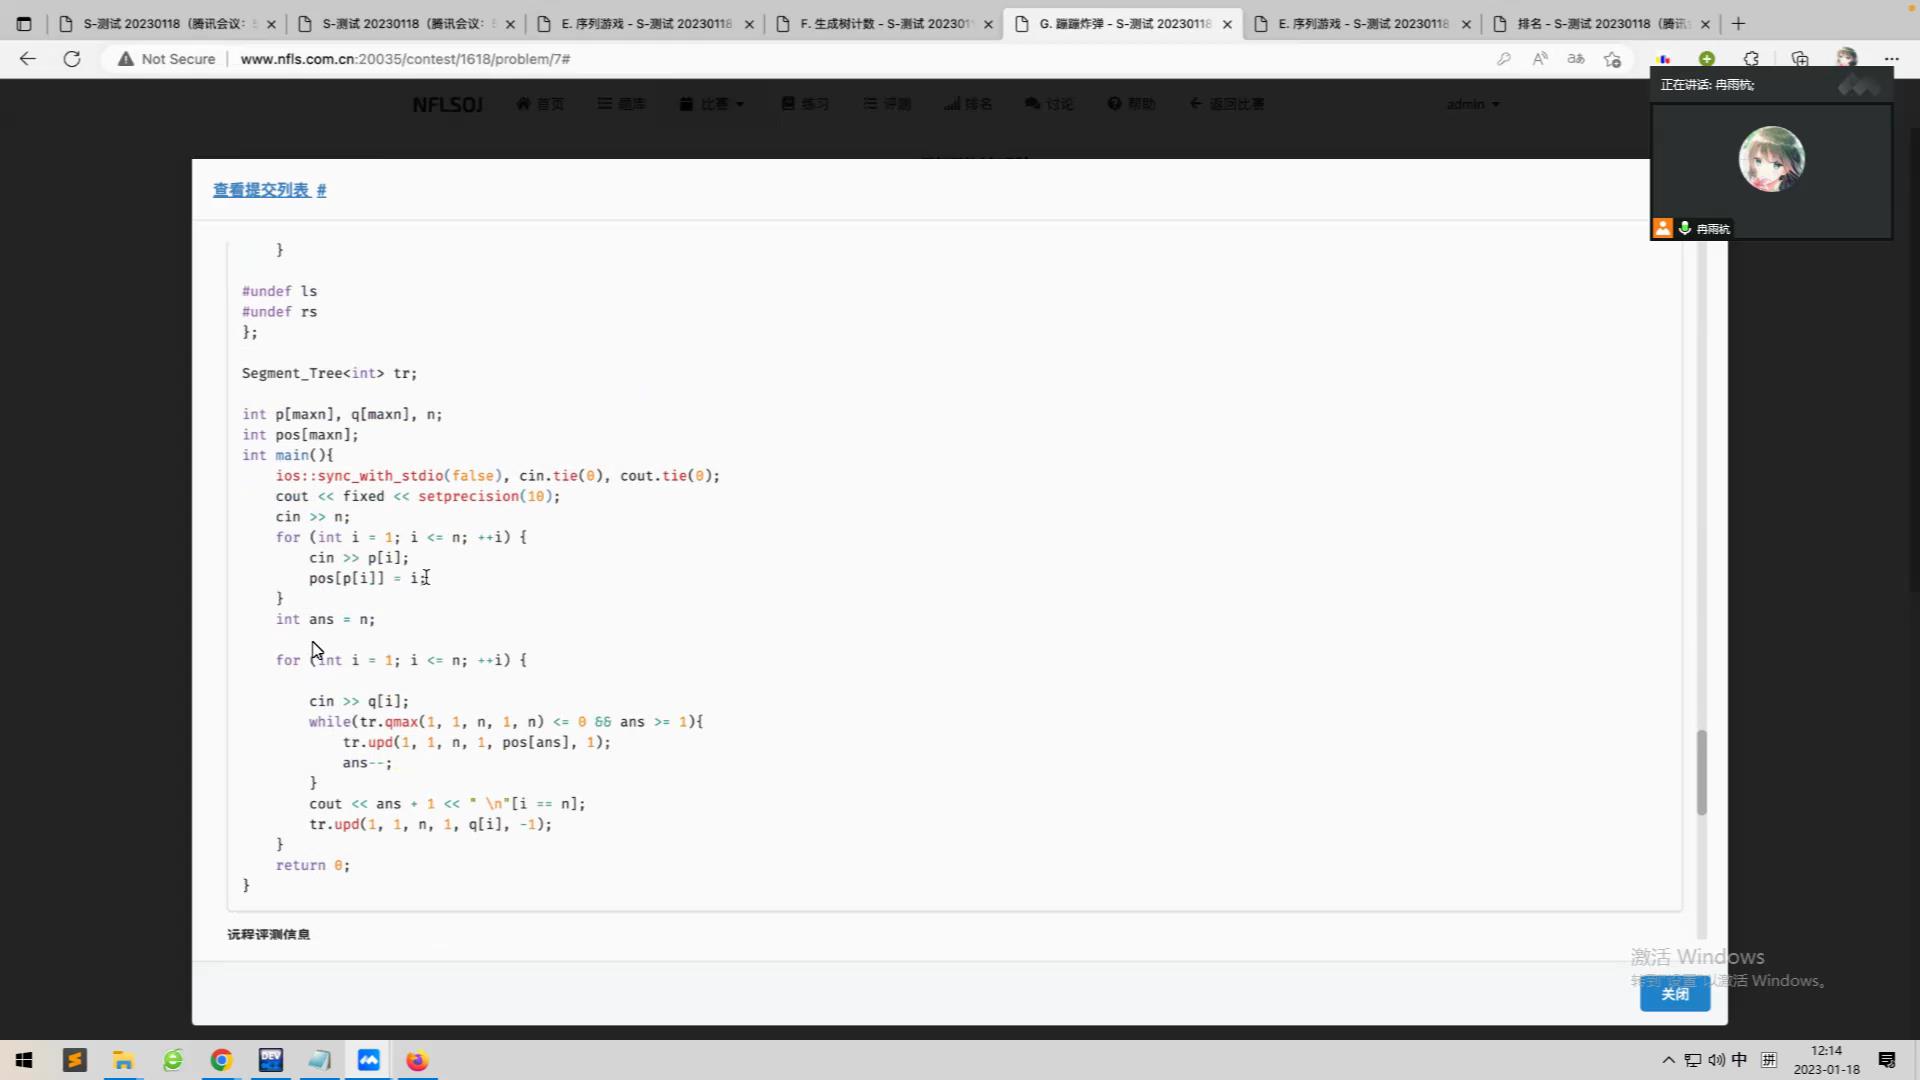 S-测试 20230118（腾讯会议：
S-测试 20230118（腾讯会议：
E. 序列游戏 - S-测试 20230118
F. 生成树计数 - S-测试 2023011
G. 蹦蹦炸弹 - S-测试 20230118
E. 序列游戏 - S-测试 20230118
排名 - S-测试 20230118（腾讯
Not Secure
www.nfls.com.cn:20035/contest/1618/problem/7#
正在讲话: 冉雨杭;
NFLSOJ
首页
题库
比赛
练习
评测
排名
讨论
帮助
返回比赛
admin
冉雨杭
查看提交列表 #
}
#undef ls
#undef rs
};
Segment_Tree<int> tr;
int p[maxn], q[maxn], n;
int pos[maxn];
int main(){
ios::sync_with_stdio(false), cin.tie(0), cout.tie(0);
cout << fixed << setprecision(10);
cin >> n;
for (int i = 1; i <= n; ++i) {
cin >> p[i];
pos[p[i]] = i;
}
int ans = n;
for (int i = 1; i <= n; ++i) {
cin >> q[i];
while(tr.qmax(1, 1, n, 1, n) <= 0 && ans >= 1){
tr.upd(1, 1, n, 1, pos[ans], 1);
ans--;
}
cout << ans + 1 << " \n"[i == n];
tr.upd(1, 1, n, 1, q[i], -1);
}
return 0;
}
远程评测信息
激活 Windows
转到"设置"以激活 Windows。
关闭
DEV
中
拼
12:14
2023-01-18